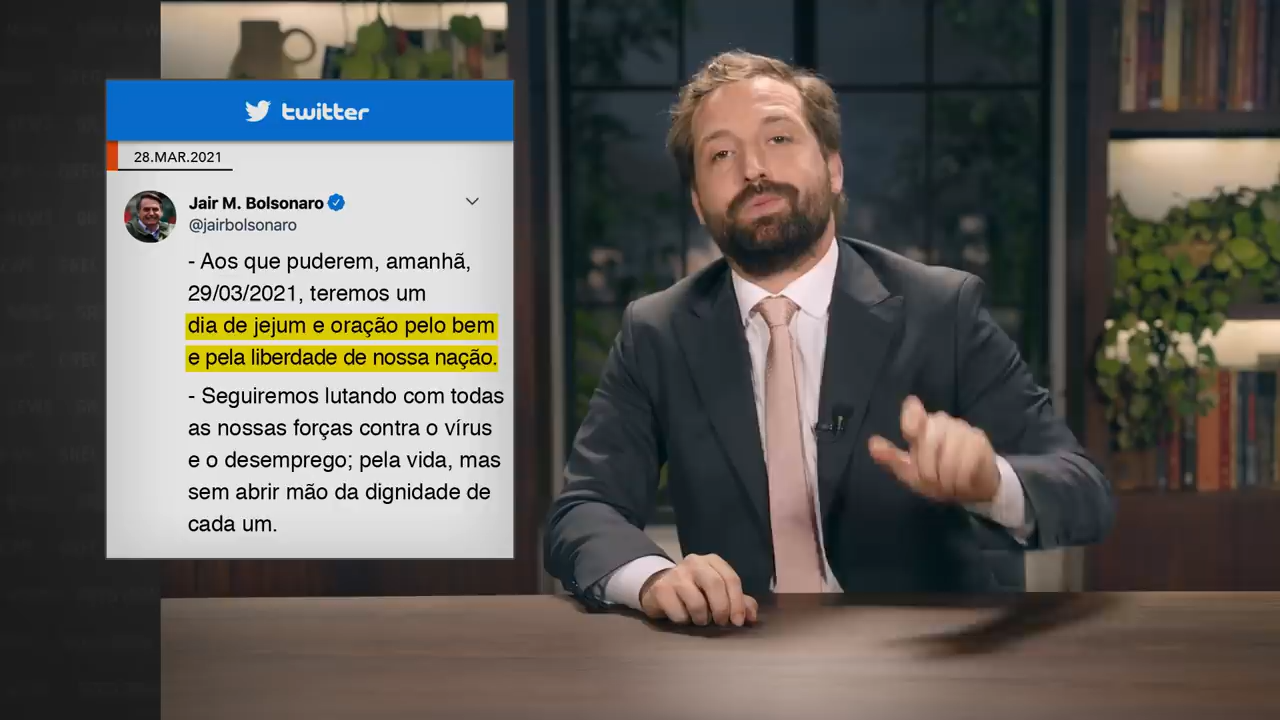 twitter
28.MAR.2021
Jair M. Bolsonaro
@jairbolsonaro
- Aos que puderem, amanhã,
29/03/2021, teremos um
dia de jejum e oração pelo bem
e pela liberdade de nossa nação.
- Seguiremos lutando com todas
as nossas forças contra o vírus
e o desemprego; pela vida, mas
sem abrir mão da dignidade de
cada um.